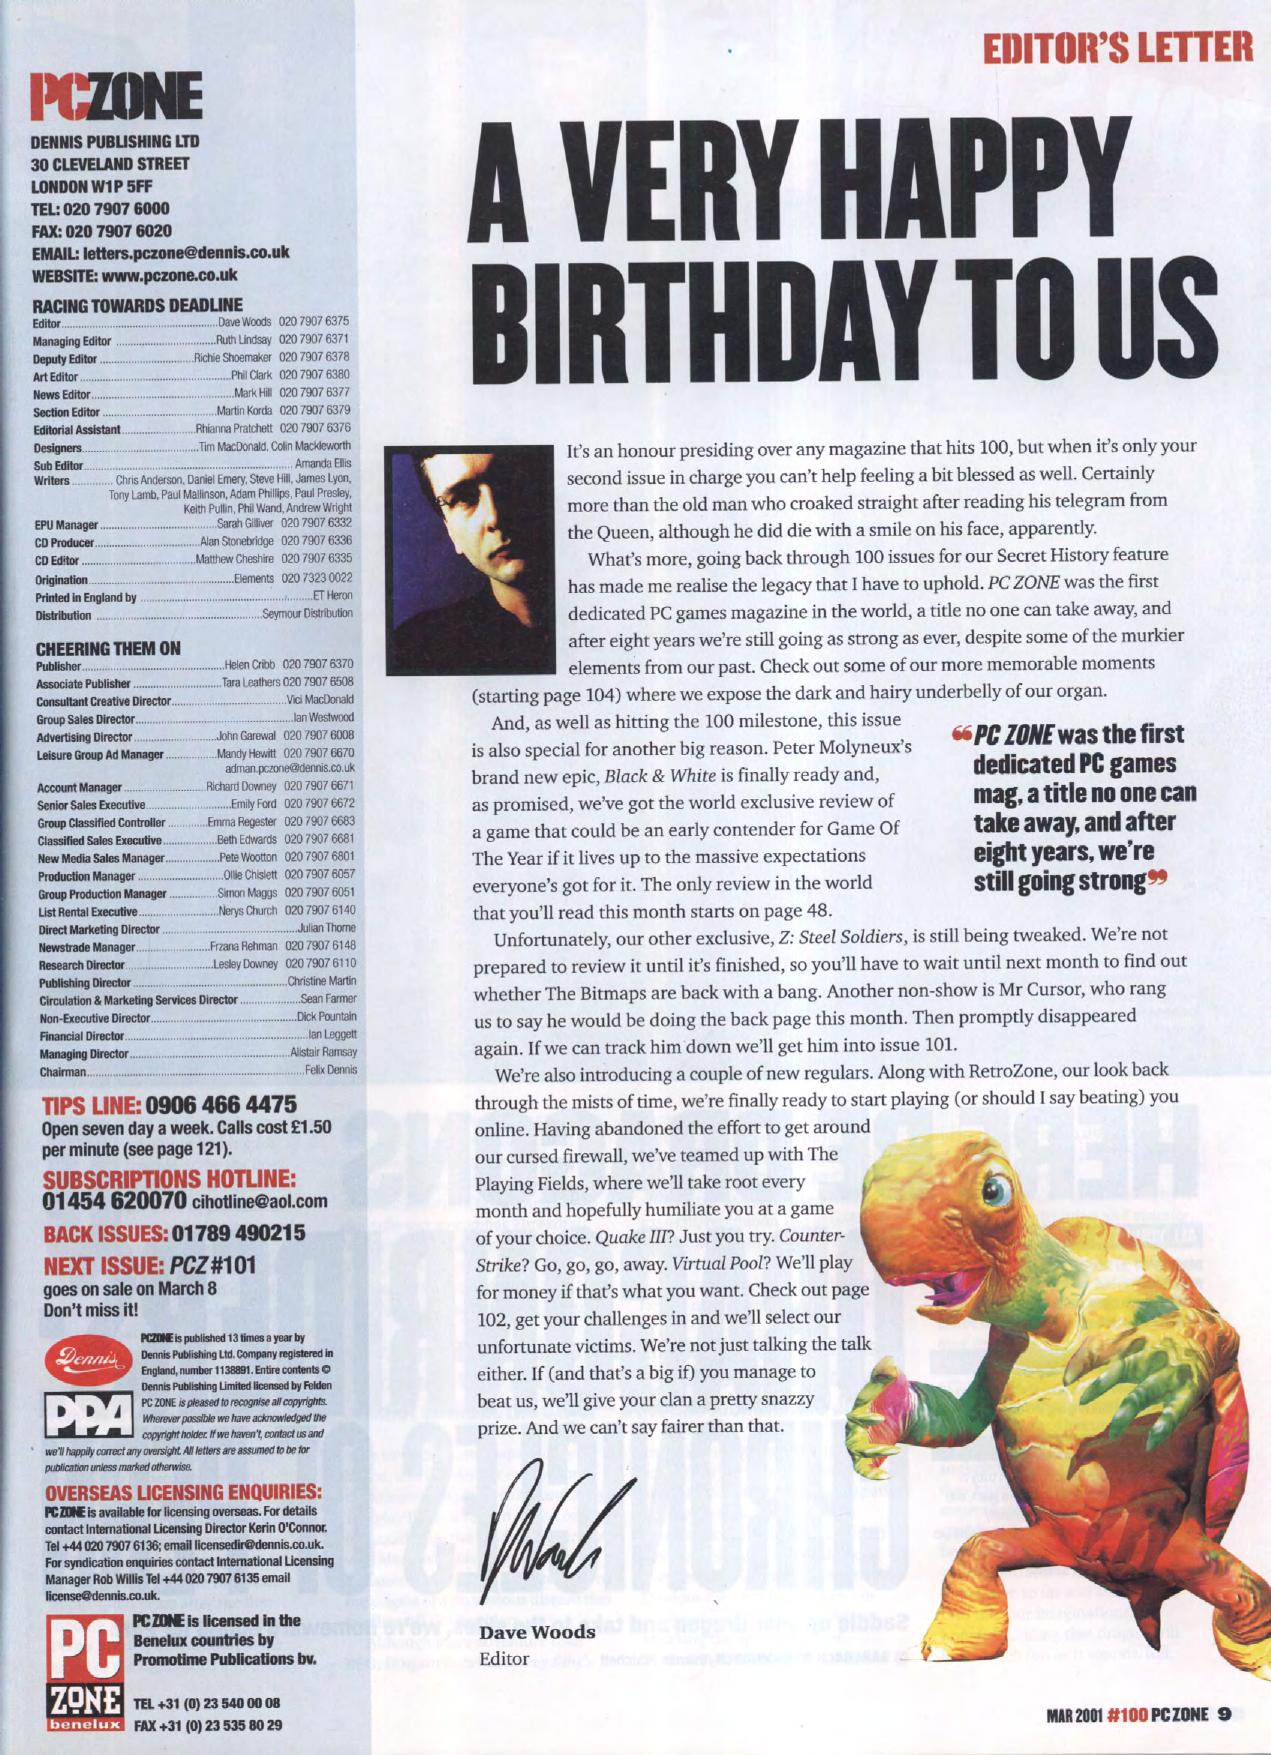 EDITOR'S LETTER
PCZONE
DENNIS PUBLISHING LTD
30 CLEVELAND STREET
LONDON W1P 5FF
TEL: 020 7907 6000
FAX: 020 7907 6020
EMAIL: letters.pczone@dennis.co.uk
WEBSITE: www.pczone.co.uk
RACING TOWARDS DEADLINE
Editor Dave Woods 020 7907 6375
Managing Editor Ruth Lindsay 020 7907 6371
Deputy Editor Richie Shoemaker 020 7907 6378
Art Editor Phil Clark 020 7907 6380
News Editor Mark Hill 020 7907 6377
Section Editor Martin Korda 020 7907 6379
Editorial Assistant Rhianna Pratchett 020 7907 6376
Designers Tim MacDonald, Colin Mackleworth
Sub Editor Amanda Ellis
Writers Chris Anderson, Daniel Emery, Steve Hill, James Lyon,
Tony Lamb, Paul Mallinson, Adam Phillips, Paul Presley,
Keith Pullin, Phil Wand, Andrew Wright
EPU Manager Sarah Gilliver 020 7907 6332
CD Producer Alan Stonebridge 020 7907 6336
CD Editor Matthew Cheshire 020 7907 6335
Origination Elements 020 7323 0022
Printed in England by ET Heron
Distribution Seymour Distribution
CHEERING THEM ON
Publisher Helen Cribb 020 7907 6370
Associate Publisher Tara Leathers 020 7907 6508
Consultant Creative Director Vici MacDonald
Group Sales Director Ian Westwood
Advertising Director John Garewal 020 7907 6008
Leisure Group Ad Manager Mandy Hewitt 020 7907 6670
adman.pczone@dennis.co.uk
Account Manager Richard Downey 020 7907 6671
Senior Sales Executive Emily Ford 020 7907 6672
Group Classified Controller Emma Regester 020 7907 6683
Classified Sales Executive Beth Edwards 020 7907 6681
New Media Sales Manager Pete Wootton 020 7907 6801
Production Manager Ollie Chislett 020 7907 6057
Group Production Manager Simon Maggs 020 7907 6051
List Rental Executive Nerys Church 020 7907 6140
Direct Marketing Director Julian Thorne
Newstrade Manager Frzana Rehman 020 7907 6148
Research Director Lesley Downey 020 7907 6110
Publishing Director Christine Martin
Circulation & Marketing Services Director Sean Farmer
Non-Executive Director Dick Pountain
Financial Director Ian Leggett
Managing Director Alistair Ramsay
Chairman Felix Dennis
TIPS LINE: 0906 466 4475
Open seven day a week. Calls cost £1.50
per minute (see page 121).
SUBSCRIPTIONS HOTLINE:
01454 620070 cihotline@aol.com
BACK ISSUES: 01789 490215
NEXT ISSUE: PCZ #101
goes on sale on March 8
Don't miss it!
Dennis
PPA
PCZONE is published 13 times a year by
Dennis Publishing Ltd. Company registered in
England, number 1138891. Entire contents ©
Dennis Publishing Limited licensed by Felden
PC ZONE is pleased to recognise all copyrights.
Wherever possible we have acknowledged the
copyright holder. If we haven't, contact us and
we'll happily correct any oversight. All letters are assumed to be for
publication unless marked otherwise.
OVERSEAS LICENSING ENQUIRIES:
PC ZONE is available for licensing overseas. For details
contact International Licensing Director Kerin O'Connor.
Tel +44 020 7907 6136; email licensedir@dennis.co.uk.
For syndication enquiries contact International Licensing
Manager Rob Willis Tel +44 020 7907 6135 email
license@dennis.co.uk.
PC
ZONE
benelux
PC ZONE is licensed in the
Benelux countries by
Promotime Publications bv.
TEL +31 (0) 23 540 00 08
FAX +31 (0) 23 535 80 29
A VERY HAPPY
BIRTHDAY TO US
It's an honour presiding over any magazine that hits 100, but when it's only your
second issue in charge you can't help feeling a bit blessed as well. Certainly
more than the old man who croaked straight after reading his telegram from
the Queen, although he did die with a smile on his face, apparently.
What's more, going back through 100 issues for our Secret History feature
has made me realise the legacy that I have to uphold. PC ZONE was the first
dedicated PC games magazine in the world, a title no one can take away, and
after eight years we're still going as strong as ever, despite some of the murkier
elements from our past. Check out some of our more memorable moments
(starting page 104) where we expose the dark and hairy underbelly of our organ.
And, as well as hitting the 100 milestone, this issue
is also special for another big reason. Peter Molyneux's
brand new epic, Black & White is finally ready and,
as promised, we've got the world exclusive review of
a game that could be an early contender for Game Of
The Year if it lives up to the massive expectations
everyone's got for it. The only review in the world
that you'll read this month starts on page 48.
“PC ZONE was the first
dedicated PC games
mag, a title no one can
take away, and after
eight years, we're
still going strong”
Unfortunately, our other exclusive, Z: Steel Soldiers, is still being tweaked. We're not
prepared to review it until it's finished, so you'll have to wait until next month to find out
whether The Bitmaps are back with a bang. Another non-show is Mr Cursor, who rang
us to say he would be doing the back page this month. Then promptly disappeared
again. If we can track him down we'll get him into issue 101.
We're also introducing a couple of new regulars. Along with RetroZone, our look back
through the mists of time, we're finally ready to start playing (or should I say beating) you
online. Having abandoned the effort to get around
our cursed firewall, we've teamed up with The
Playing Fields, where we'll take root every
month and hopefully humiliate you at a game
of your choice. Quake III? Just you try. Counter-
Strike? Go, go, go, away. Virtual Pool? We'll play
for money if that's what you want. Check out page
102, get your challenges in and we'll select our
unfortunate victims. We're not just talking the talk
either. If (and that's a big if) you manage to
beat us, we'll give your clan a pretty snazzy
prize. And we can't say fairer than that.
Dave Woods
Editor
MAR 2001 #100 PC ZONE 9